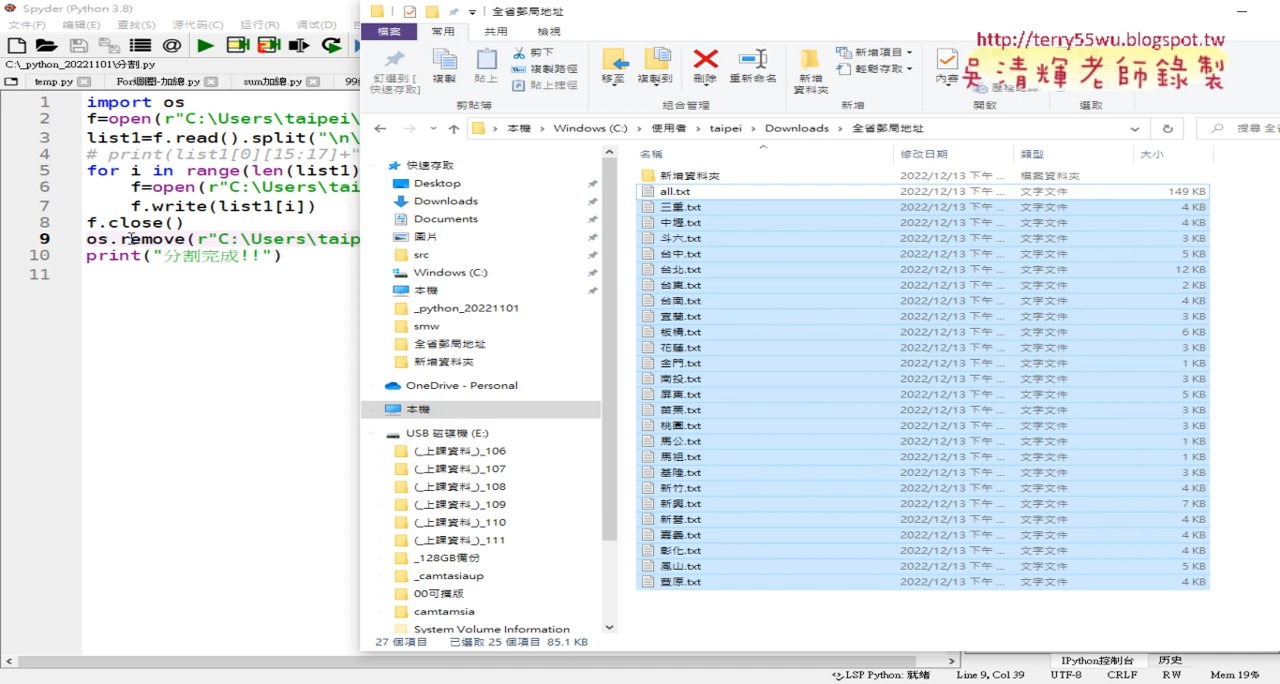 Spyder (Python 3.8)
文件(F) 编辑(E) 查找(S) 源代码(C) 运行(R) 调试(D)
C:\_python_20221101\分割.py
temp.py
For迴圈-加總.py
sum加總.py
1 import os
2 f=open(r"C:\Users\taipei\
3 list1=f.read().split("\n\
4 # print(list1[0][15:17]+"
5 for i in range(len(list1)
6 f=open(r"C:\Users\tai
7 f.write(list1[i])
8 f.close()
9 os.remove(r"C:\Users\taip
10 print("分割完成!!")
11
全省郵局地址
檔案 常用 共用 檢視
釘選到 [
快速存取]
複製
貼上
剪下
複製路徑
貼上捷徑
剪貼簿
移至
複製到
刪除
重新命名
組合管理
新增
資料夾
新增項目
輕鬆存取
新增
內容
開啟
選取
http://terry55wu.blogspot.tw
吳清輝老師錄製
本機 › Windows (C:) › 使用者 › taipei › Downloads › 全省郵局地址
搜尋 全省
快速存取
Desktop
Downloads
Documents
圖片
src
Windows (C:)
本機
_python_20221101
smw
全省郵局地址
新增資料夾
OneDrive - Personal
本機
USB 磁碟機 (E:)
(_上課資料_)_106
(_上課資料_)_107
(_上課資料_)_108
(_上課資料_)_109
(_上課資料_)_110
(_上課資料_)_111
_128GB備份
_camtasiaup
00可攜版
camtamsia
System Volume Information
名稱 修改日期 類型 大小
新增資料夾 2022/12/13 下午 ... 檔案資料夾
all.txt 2022/12/13 下午 ... 文字文件 149 KB
三重.txt 2022/12/13 下午 ... 文字文件 4 KB
中壢.txt 2022/12/13 下午 ... 文字文件 4 KB
斗六.txt 2022/12/13 下午 ... 文字文件 3 KB
台中.txt 2022/12/13 下午 ... 文字文件 5 KB
台北.txt 2022/12/13 下午 ... 文字文件 12 KB
台東.txt 2022/12/13 下午 ... 文字文件 2 KB
台南.txt 2022/12/13 下午 ... 文字文件 4 KB
宜蘭.txt 2022/12/13 下午 ... 文字文件 3 KB
板橋.txt 2022/12/13 下午 ... 文字文件 6 KB
花蓮.txt 2022/12/13 下午 ... 文字文件 3 KB
金門.txt 2022/12/13 下午 ... 文字文件 1 KB
南投.txt 2022/12/13 下午 ... 文字文件 3 KB
屏東.txt 2022/12/13 下午 ... 文字文件 5 KB
苗栗.txt 2022/12/13 下午 ... 文字文件 3 KB
桃園.txt 2022/12/13 下午 ... 文字文件 3 KB
馬公.txt 2022/12/13 下午 ... 文字文件 1 KB
馬祖.txt 2022/12/13 下午 ... 文字文件 1 KB
基隆.txt 2022/12/13 下午 ... 文字文件 3 KB
新竹.txt 2022/12/13 下午 ... 文字文件 4 KB
新興.txt 2022/12/13 下午 ... 文字文件 7 KB
新營.txt 2022/12/13 下午 ... 文字文件 4 KB
嘉義.txt 2022/12/13 下午 ... 文字文件 4 KB
彰化.txt 2022/12/13 下午 ... 文字文件 4 KB
鳳山.txt 2022/12/13 下午 ... 文字文件 5 KB
豐原.txt 2022/12/13 下午 ... 文字文件 4 KB
27 個項目 已選取 25 個項目 85.1 KB
IPython控制台 历史
LSP Python: 就绪 Line 9, Col 39 UTF-8 CRLF RW Mem 19%